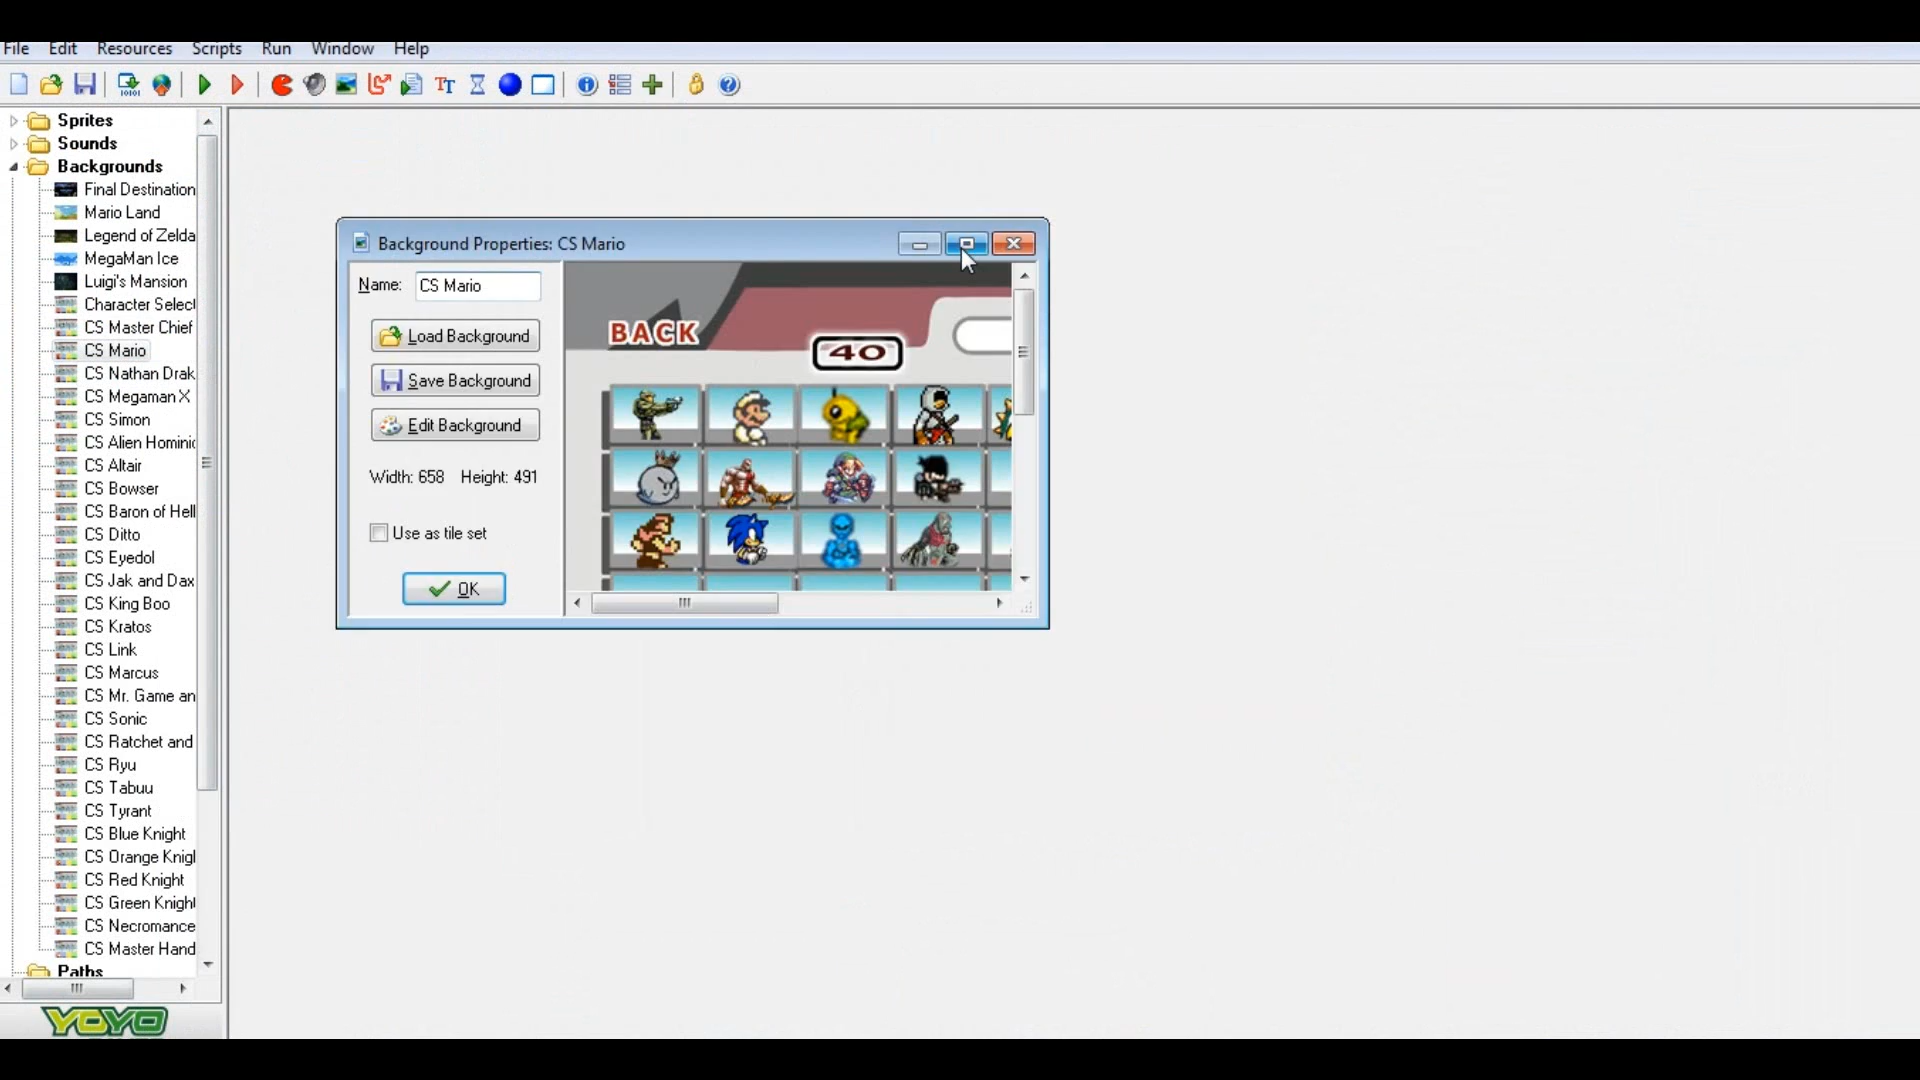 File Edit Resources Scripts Run Window Help
Sprites
Sounds
Backgrounds
Final Destination
Mario Land
Legend of Zelda
MegaMan Ice
Luigi's Mansion
Character Select
CS Master Chief
CS Mario
CS Nathan Drak
CS Megaman X
CS Simon
CS Alien Hominic
CS Altair
CS Bowser
CS Baron of Hell
CS Ditto
CS Eyedol
CS Jak and Dax
CS King Boo
CS Kratos
CS Link
CS Marcus
CS Mr. Game an
CS Sonic
CS Ratchet and
CS Ryu
CS Tabuu
CS Tyrant
CS Blue Knight
CS Orange Knigl
CS Red Knight
CS Green Knight
CS Necromance
CS Master Hand
Paths
YOYO
Background Properties: CS Mario
Name: CS Mario
Load Background
Save Background
Edit Background
Width: 658 Height: 491
Use as tile set
OK
BACK
40